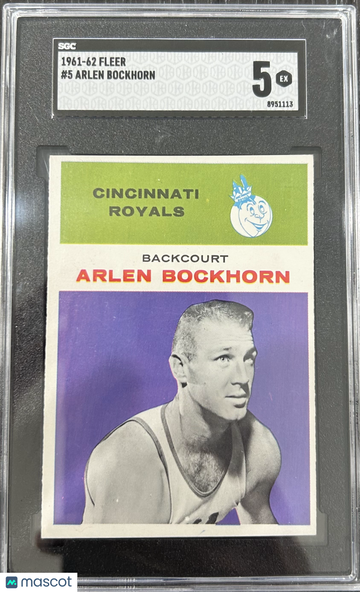 SGC
1961-62 FLEER
#5 ARLEN BOCKHORN
5 EX
8951113
CINCINNATI
ROYALS
BACKCOURT
ARLEN BOCKHORN
mascot